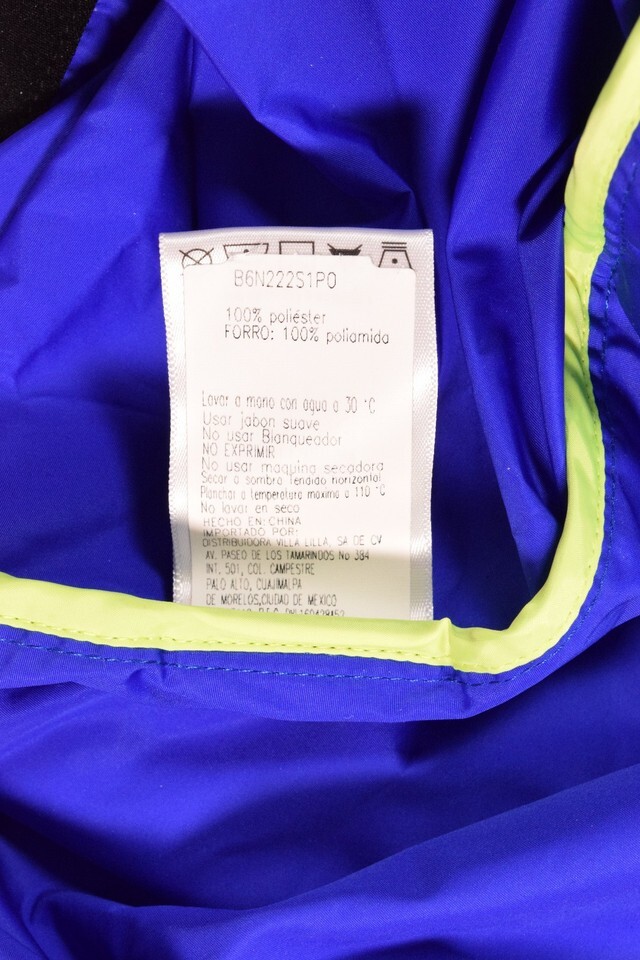 B6N222S1P0
100% poliéster
FORRO: 100% poliamida
Lavar a mano con agua a 30 °C
Usar jabón suave
No usar Blanqueador
NO EXPRIMIR
No usar maquina secadora
Secar a sombra tendido horizontal
Planchar a temperatura máxima a 110 °C
No lavar en seco
HECHO EN: CHINA
IMPORTADO POR:
DISTRIBUIDORA VILLA LILLA, SA DE CV
AV. PASEO DE LOS TAMARINDOS No 384
INT. 501, COL. CAMPESTRE
PALO ALTO, CUAJIMALPA
DE MORELOS,CIUDAD DE MEXICO